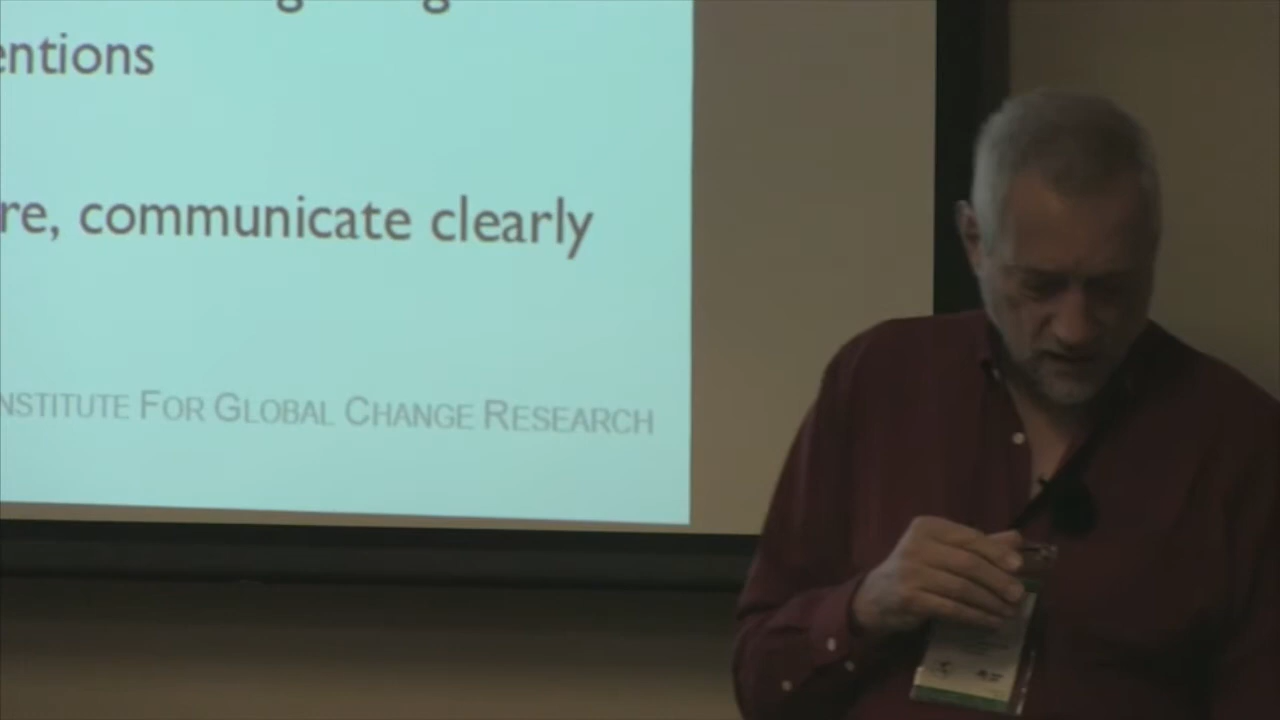 entions
re, communicate clearly
NSTITUTE FOR GLOBAL CHANGE RESEARCH